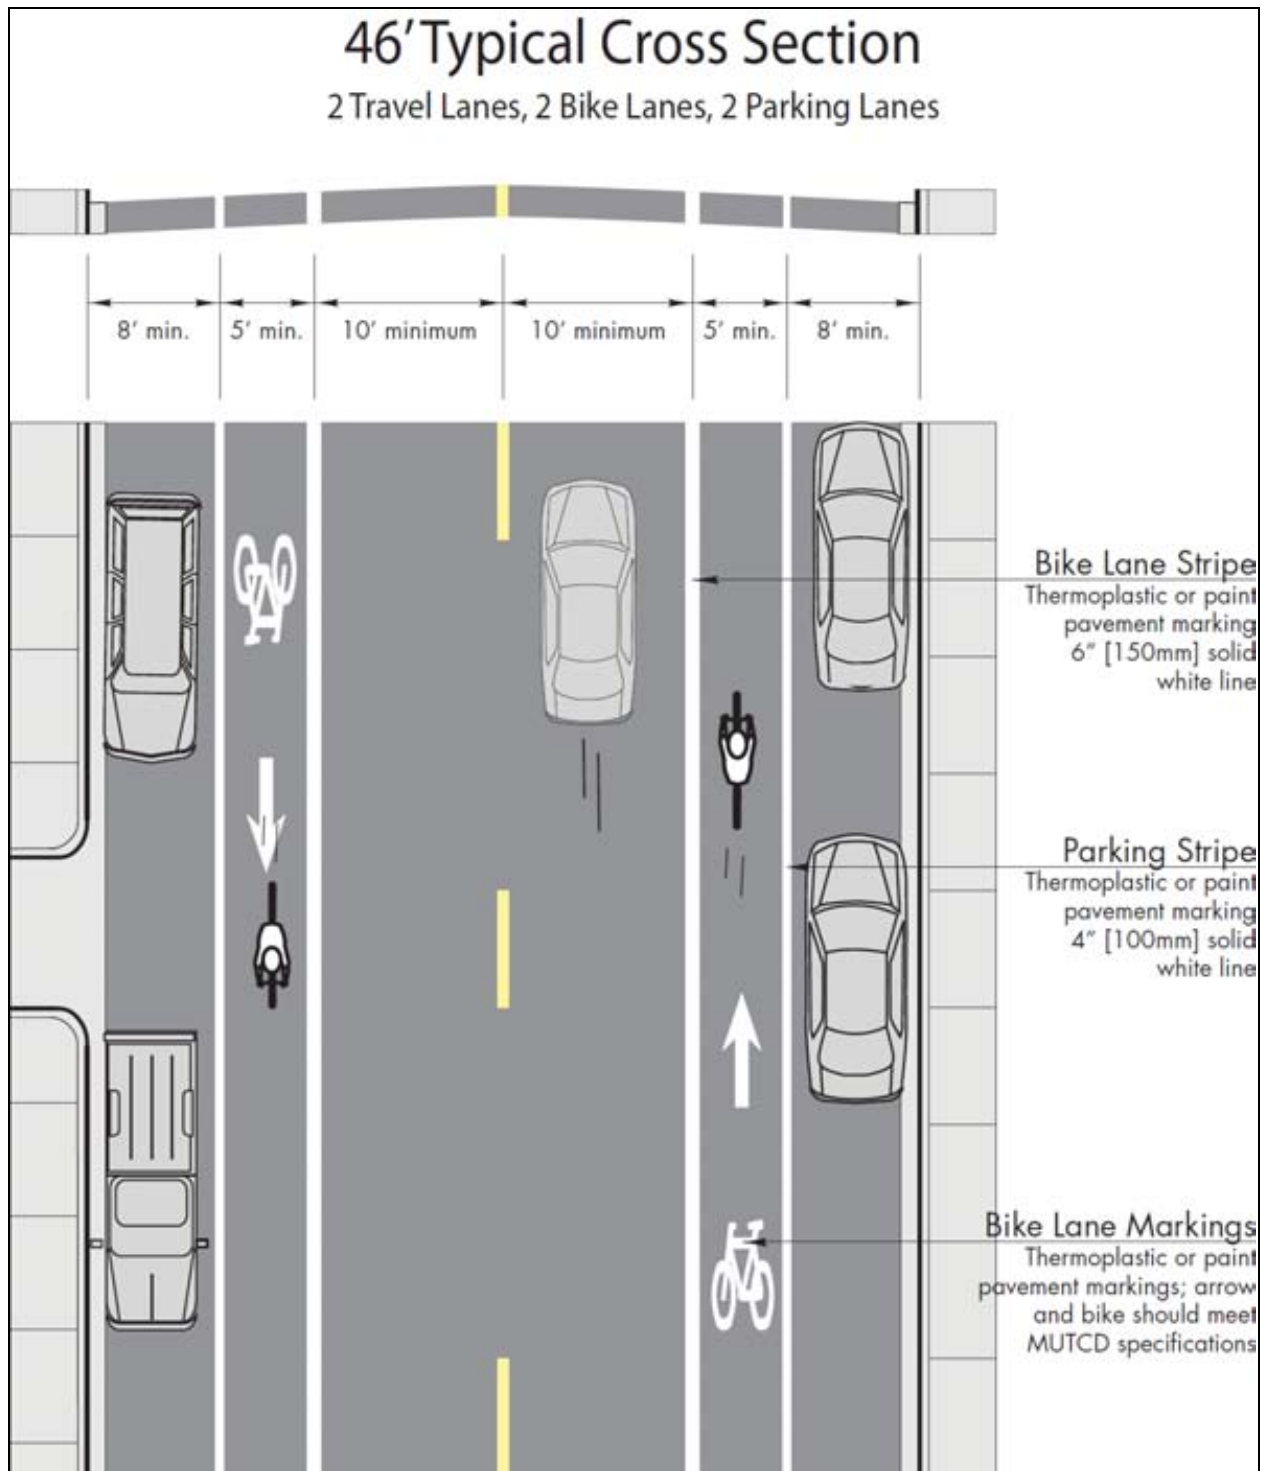 46' Typical Cross Section
2 Travel Lanes, 2 Bike Lanes, 2 Parking Lanes
8' min. 5' min. 10' minimum 10' minimum 5' min. 8' min.
Bike Lane Stripe
Thermoplastic or paint
pavement marking
6" [150mm] solid
white line
Parking Stripe
Thermoplastic or paint
pavement marking
4" [100mm] solid
white line
Bike Lane Markings
Thermoplastic or paint
pavement markings; arrow
and bike should meet
MUTCD specifications